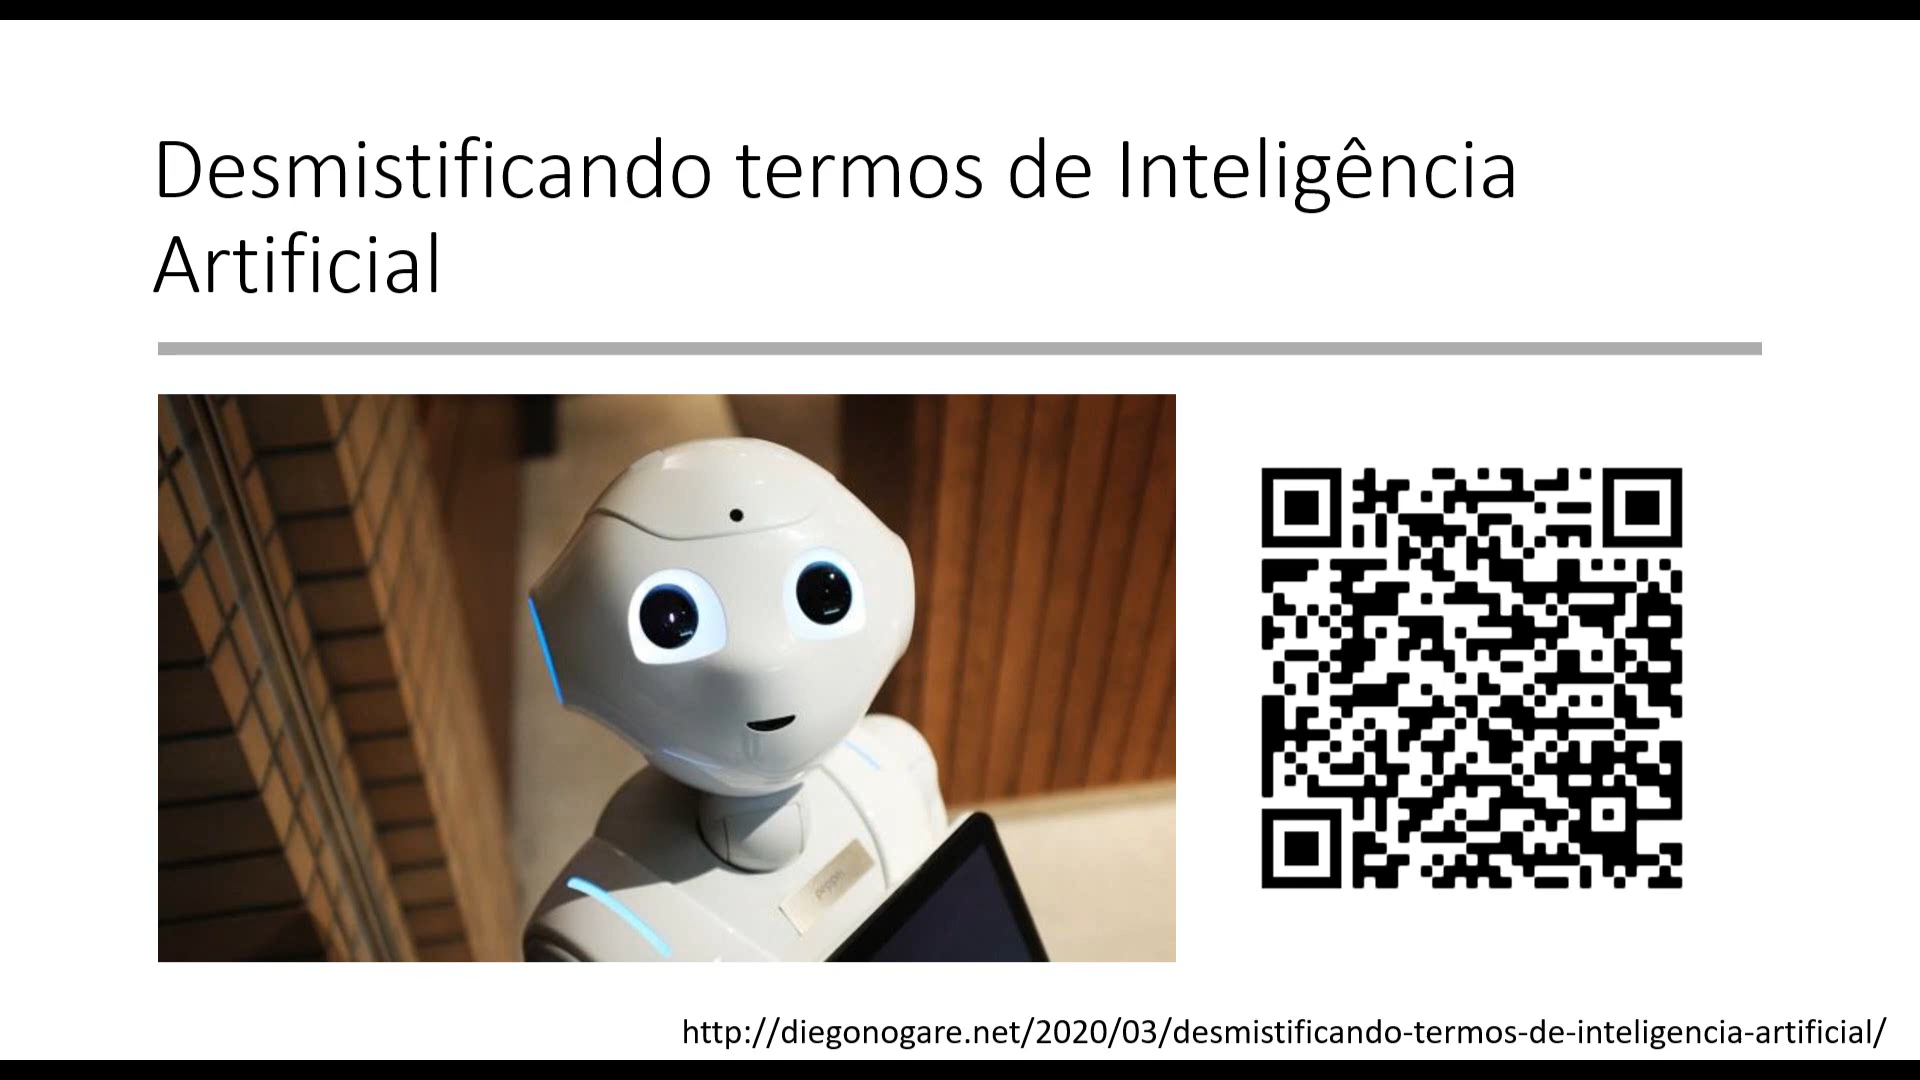 Desmistificando termos de Inteligência
Artificial
http://diegonogare.net/2020/03/desmistificando-termos-de-inteligencia-artificial/